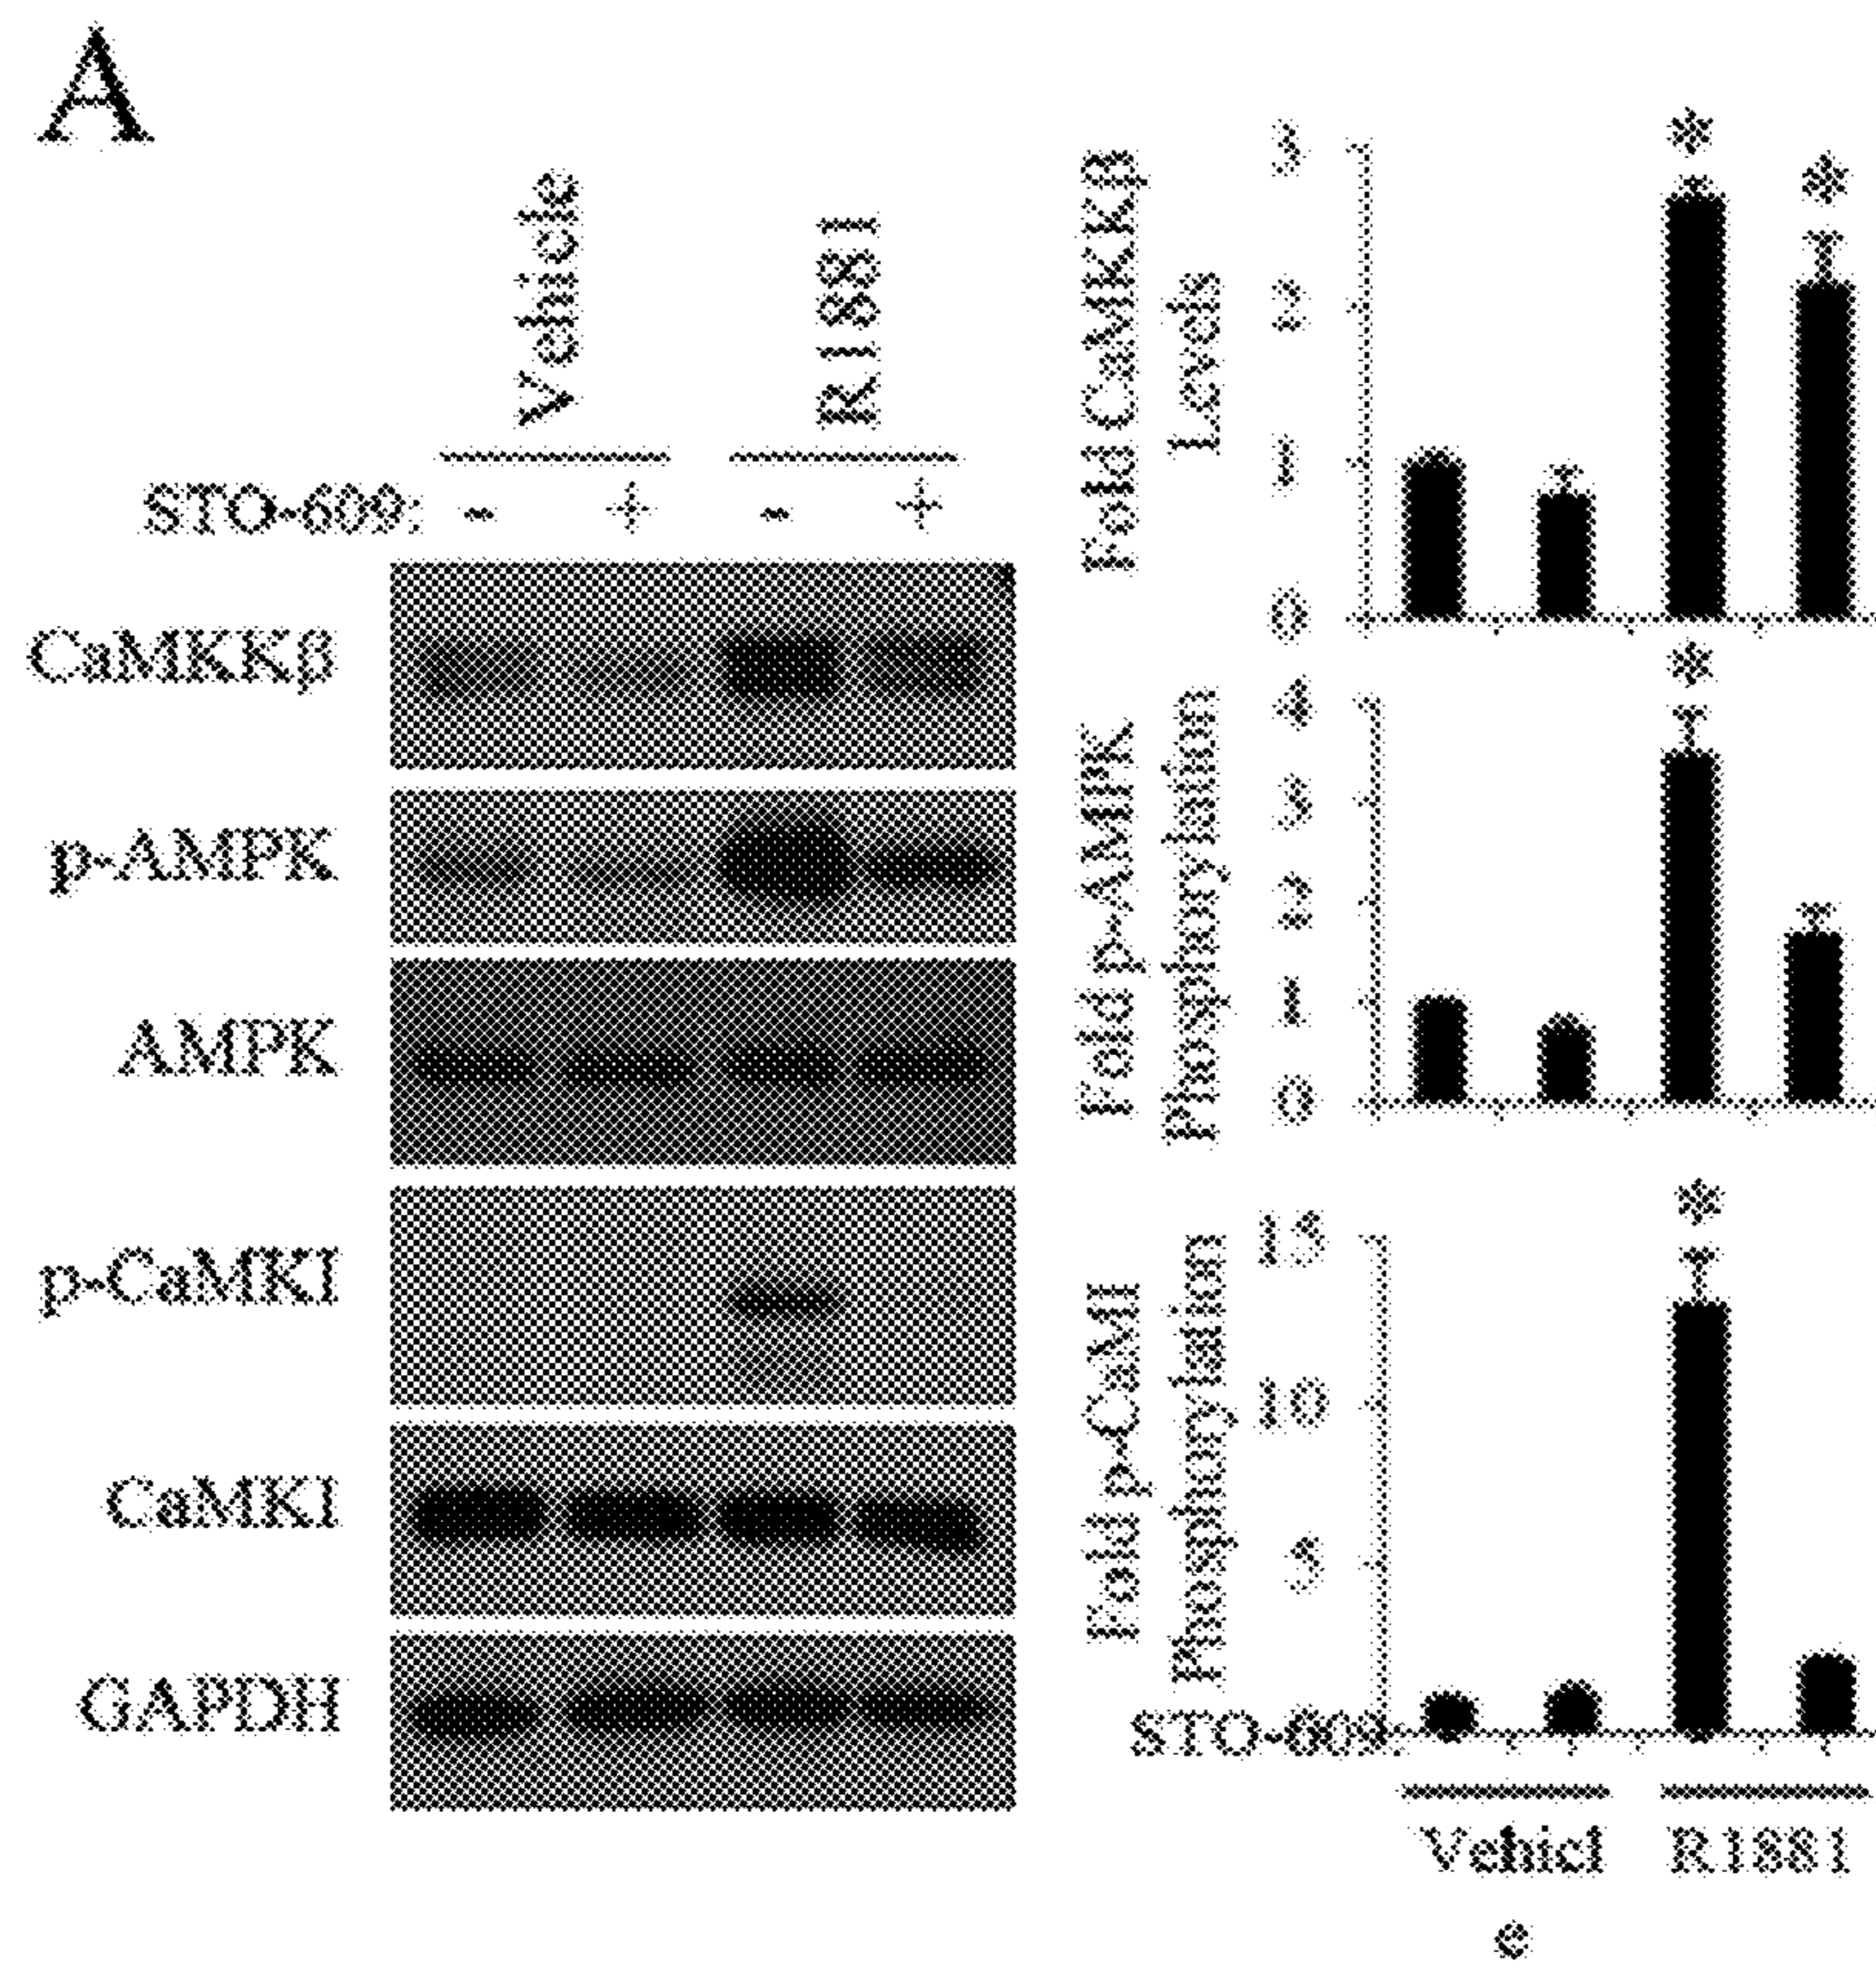 A
Vehicle
R1881
STO-609: - + - +
CaMKKβ
p-AMPK
AMPK
p-CaMKI
CaMKI
GAPDH
Fold CaMKKβ
Levels
3
2
1
0
* *
Fold p-AMPK
Phosphorylation
4
3
2
1
0
*
Fold p-CaMI
Phosphorylation
15
10
5
*
STO-609:
Vehicl
e
R1881